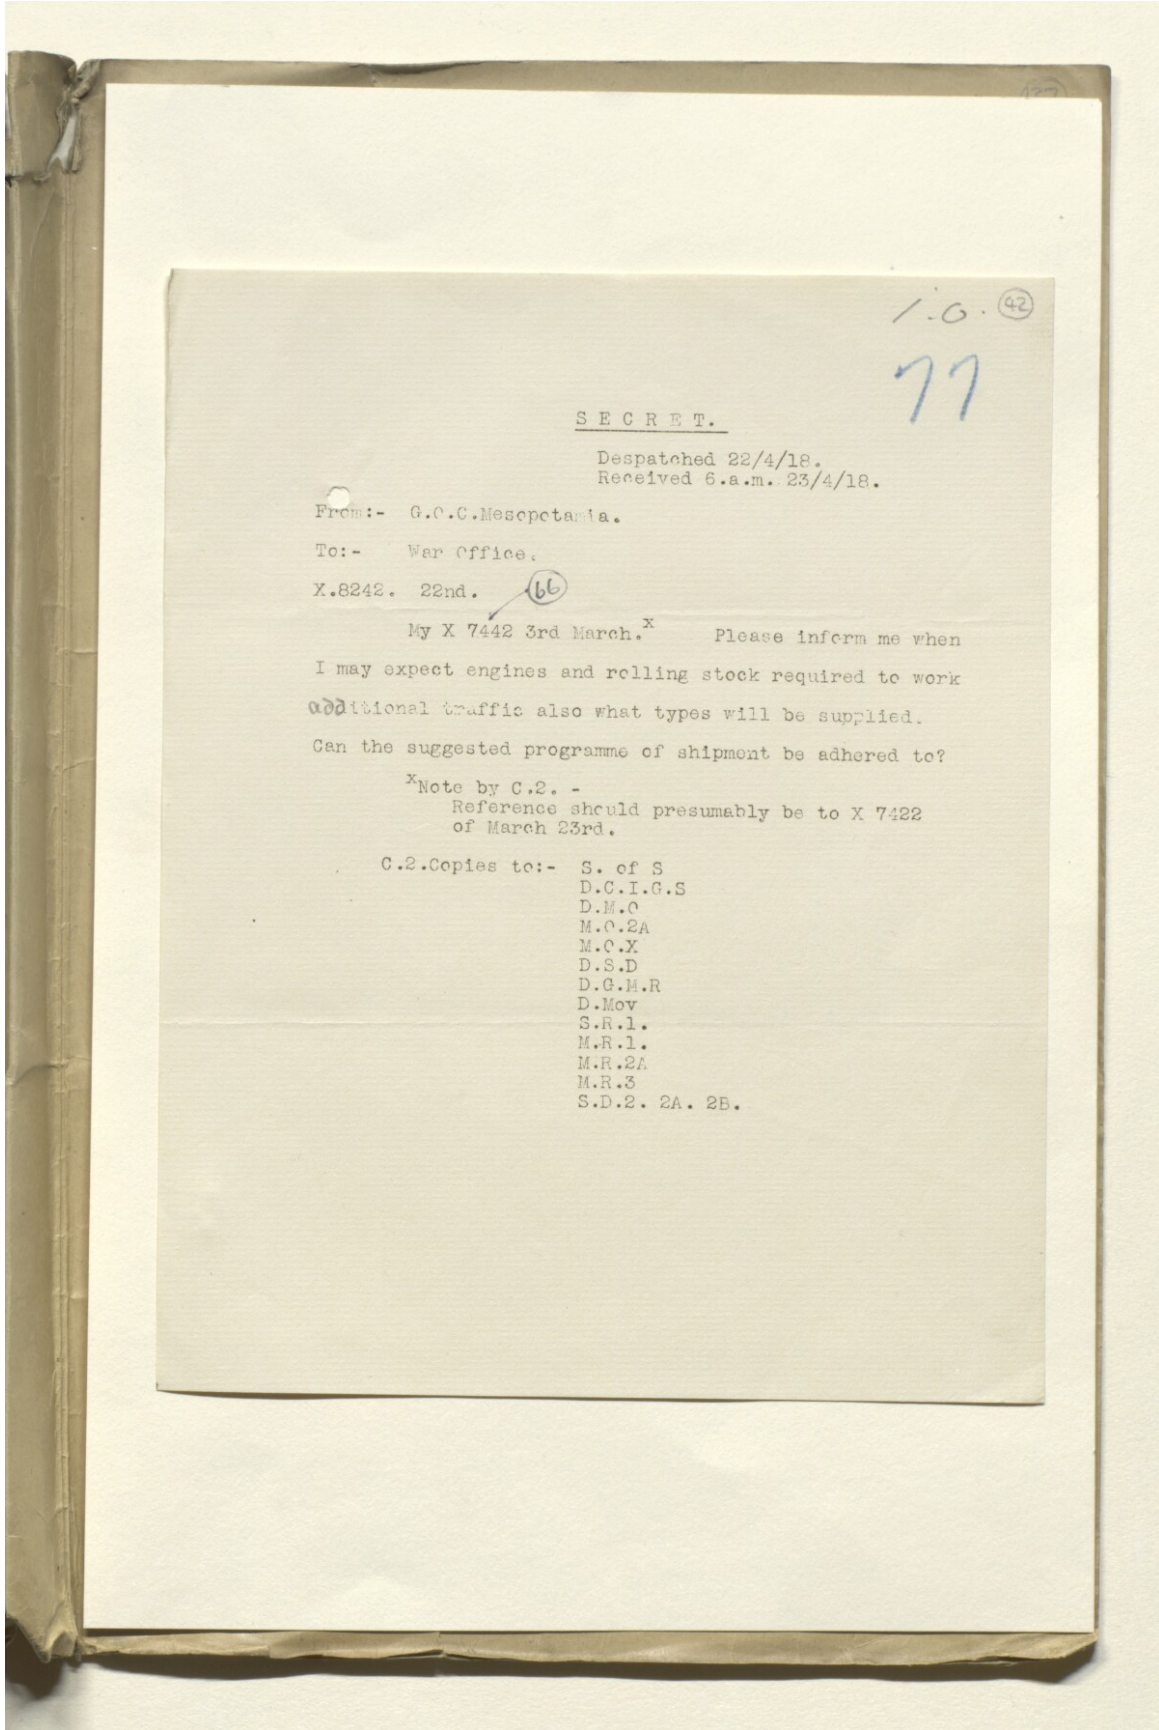 I.O. 42
77
S E C R E T.
Despatched 22/4/18.
Received 6.a.m. 23/4/18.
From:- G.O.C.Mesopotamia.
To:- War Office.
X.8242. 22nd. 66
My X 7442 3rd March.x Please inform me when
I may expect engines and rolling stock required to work
additional traffic also what types will be supplied.
Can the suggested programme of shipment be adhered to?
xNote by C.2. -
Reference should presumably be to X 7422
of March 23rd.
C.2.Copies to:- S. of S
D.C.I.G.S
D.M.O
M.O.2A
M.O.X
D.S.D
D.G.M.R
D.Mov
S.R.1.
M.R.1.
M.R.2A
M.R.3
S.D.2. 2A. 2B.